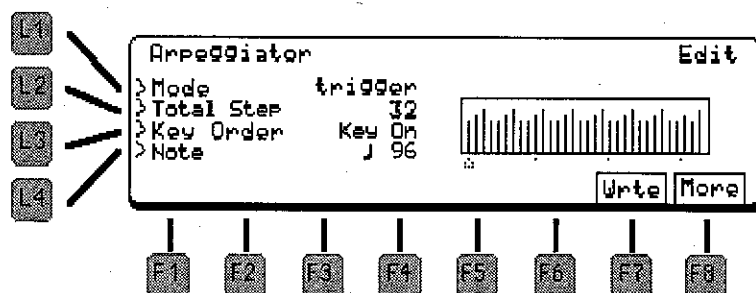 L1
Arpeggiator Edit
L2
Mode trigger
Total Step 32
L3
Key Order Key On
Note ♩ 96
L4
Wrte More
F1 F2 F3 F4 F5 F6 F7 F8